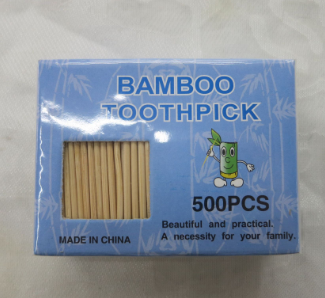 BAMBOO
TOOTHPICK
500PCS
Beautiful and practical.
A necessity for your family.
MADE IN CHINA